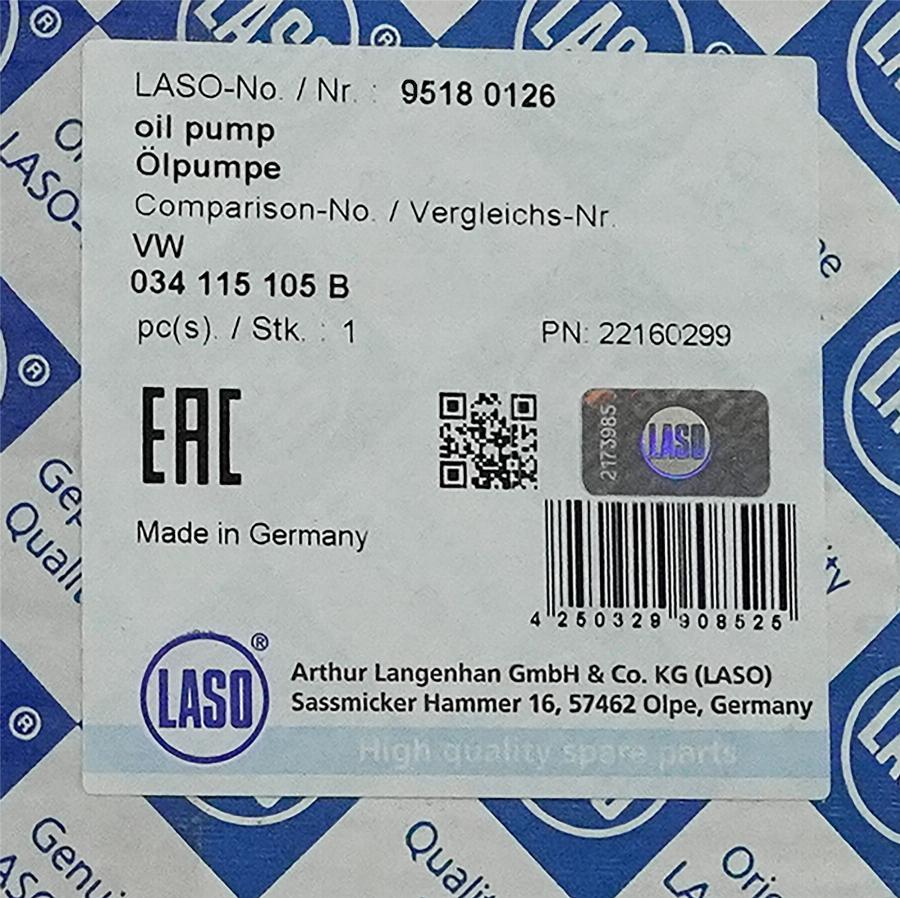 LASO-No. / Nr. : 9518 0126
oil pump
Ölpumpe
Comparison-No. / Vergleichs-Nr.
VW
034 115 105 B
pc(s). / Stk. : 1
PN: 22160299
EAC
2173985
LASO
Made in Germany
4 250329 908525
LASO®
Arthur Langenhan GmbH & Co. KG (LASO)
Sassmicker Hammer 16, 57462 Olpe, Germany
High quality spare parts